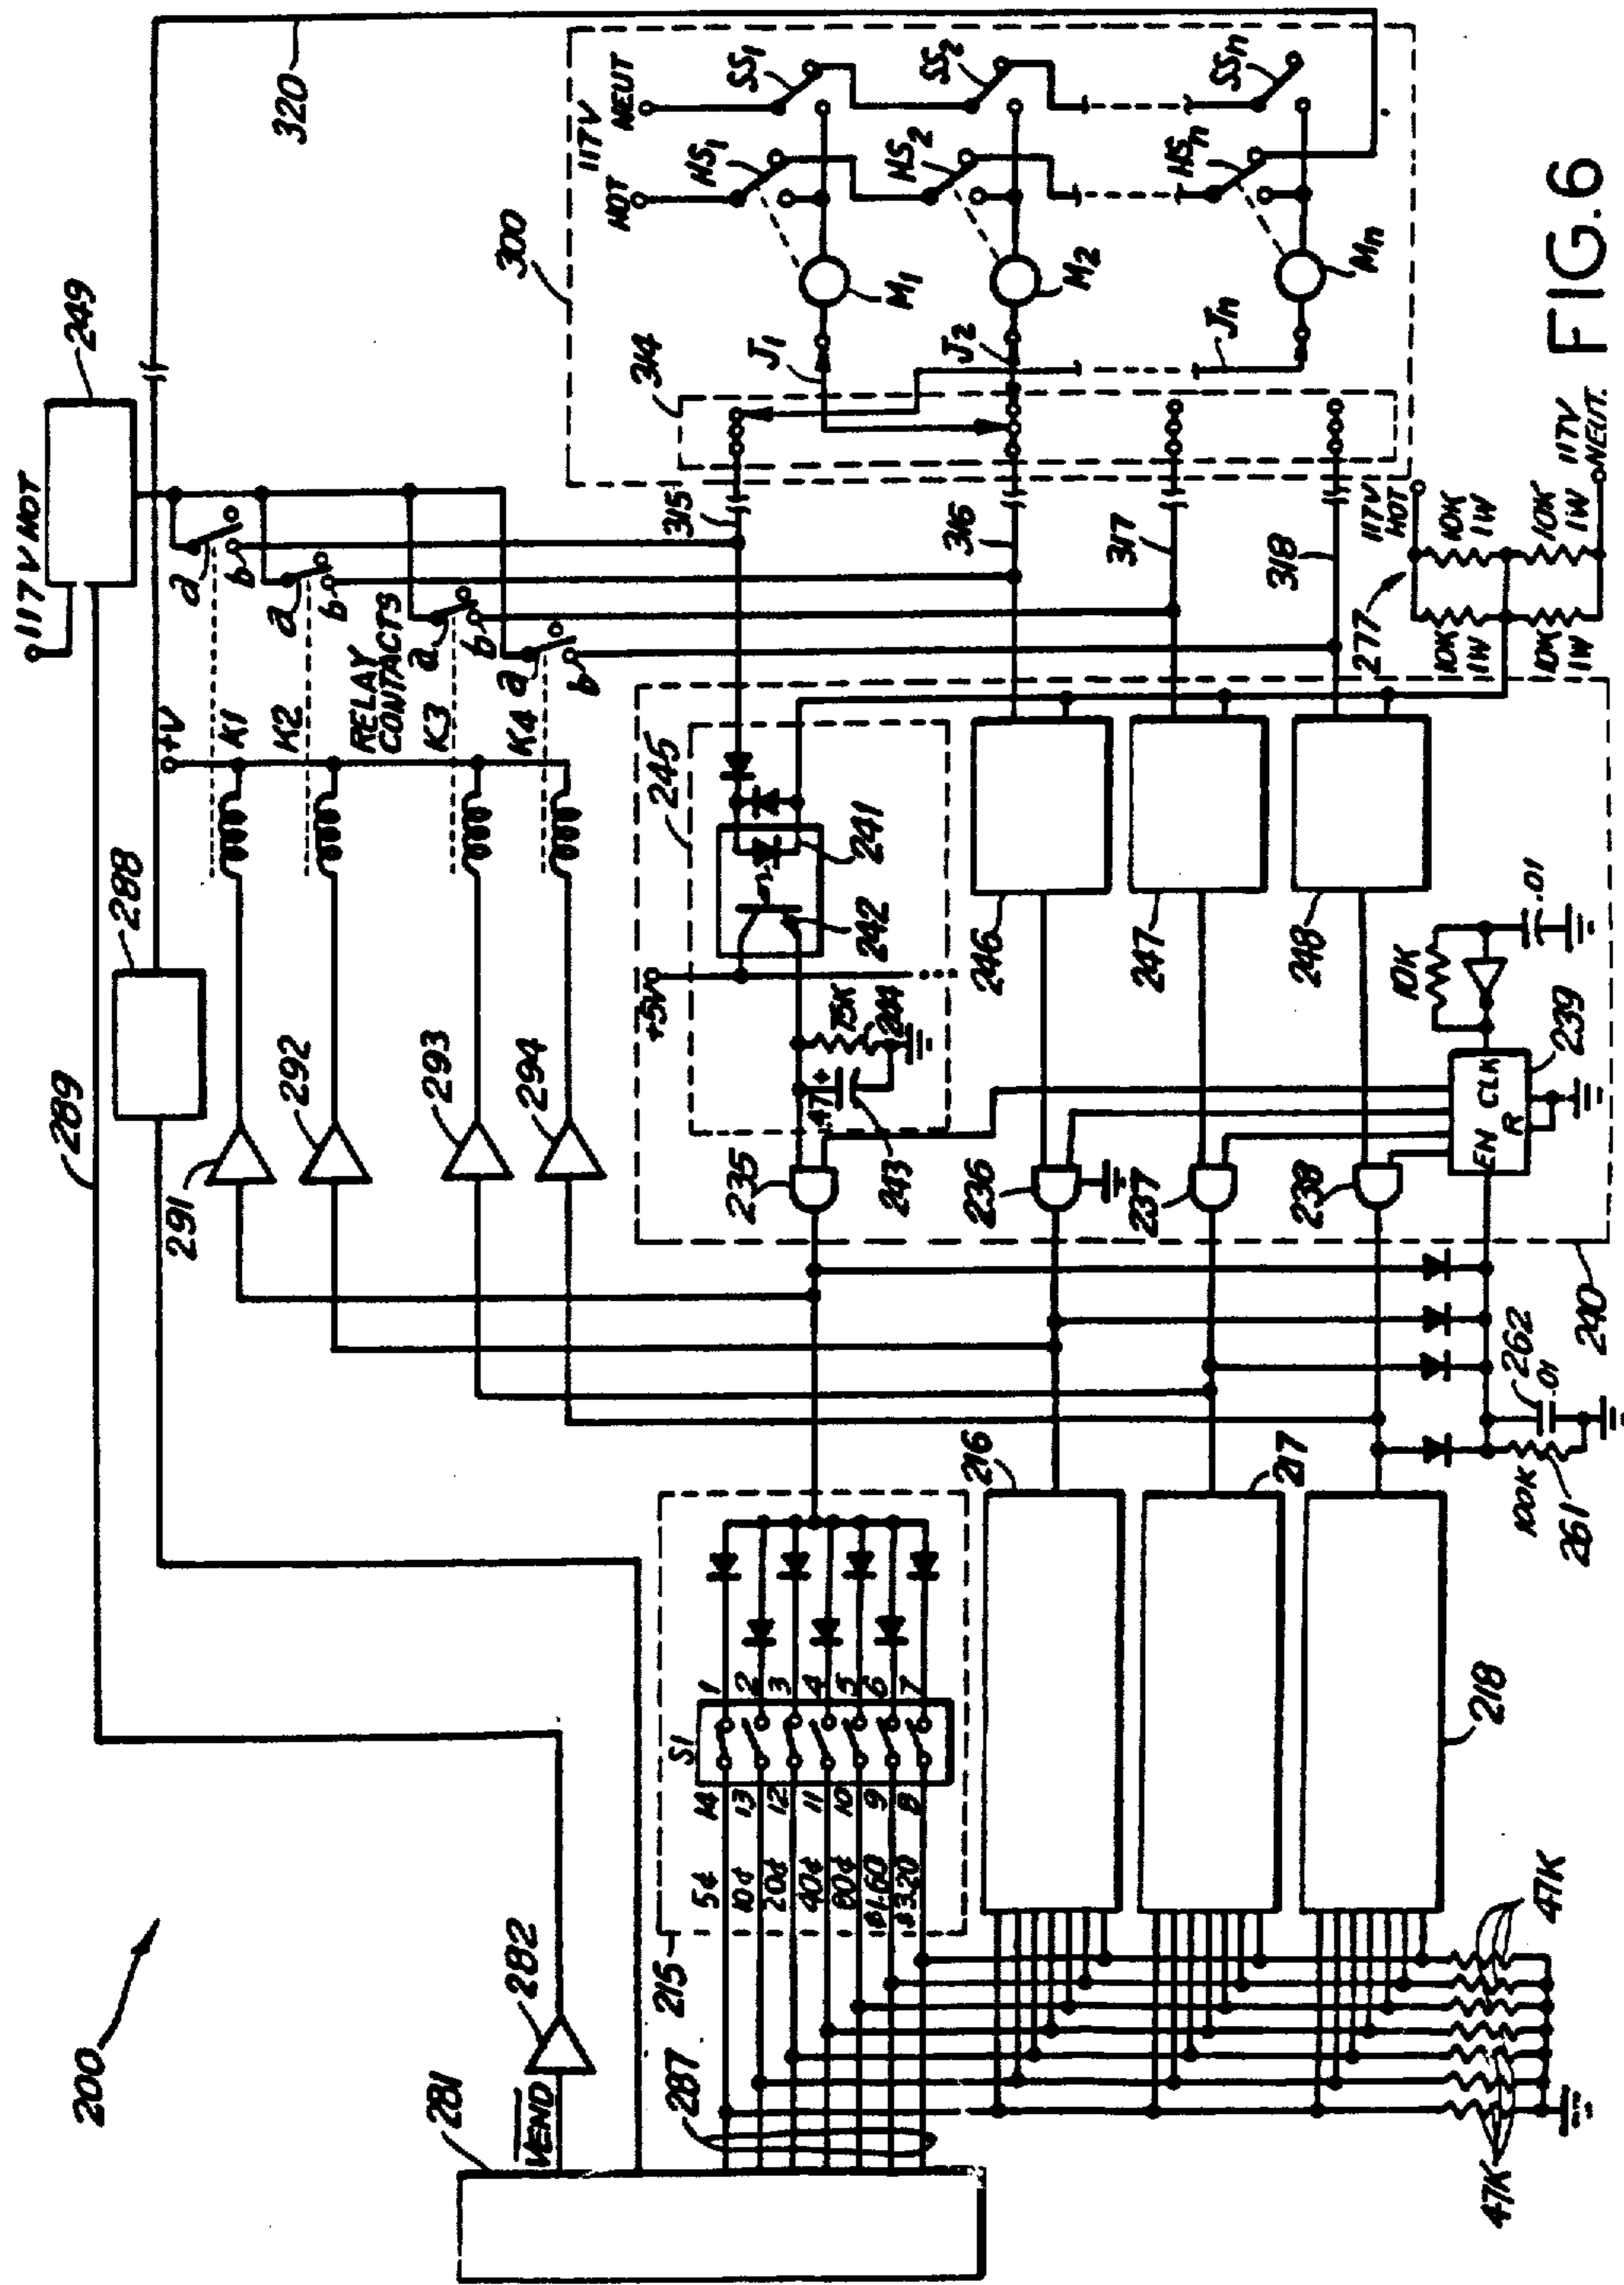 200
281
VEND
282
289
288
117V HOT
249
320
291
292
293
294
+V
K1
K2
RELAY CONTACTS
K3
K4
a
b
a
b
a
b
a
b
300
117V
HOT
NEUT
HS1
SS1
HS2
SS2
HSn
SSn
M1
M2
Mn
J1
J2
Jn
314
315
316
317
318
215
287
5¢
10¢
20¢
40¢
80¢
$1.60
$3.20
14
13
12
11
10
9
8
S1
1
2
3
4
5
6
7
216
217
218
47K
47K
100K
261
262
.01
240
235
236
237
238
243
.47
+
15K
244
+5V
242
241
245
246
247
248
EN
CLK
R
239
10K
.01
277
117V HOT
10K 1W
10K 1W
10K 1W
10K 1W
117V NEUT.
FIG.6